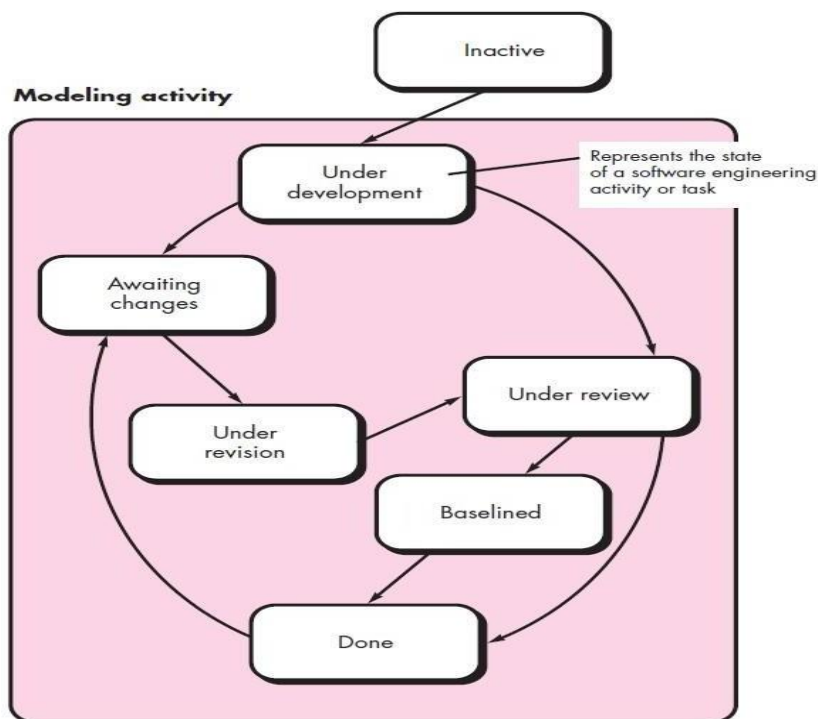 Inactive
Modeling activity
Represents the state
of a software engineering
activity or task
Under
development
Awaiting
changes
Under review
Under
revision
Baselined
Done